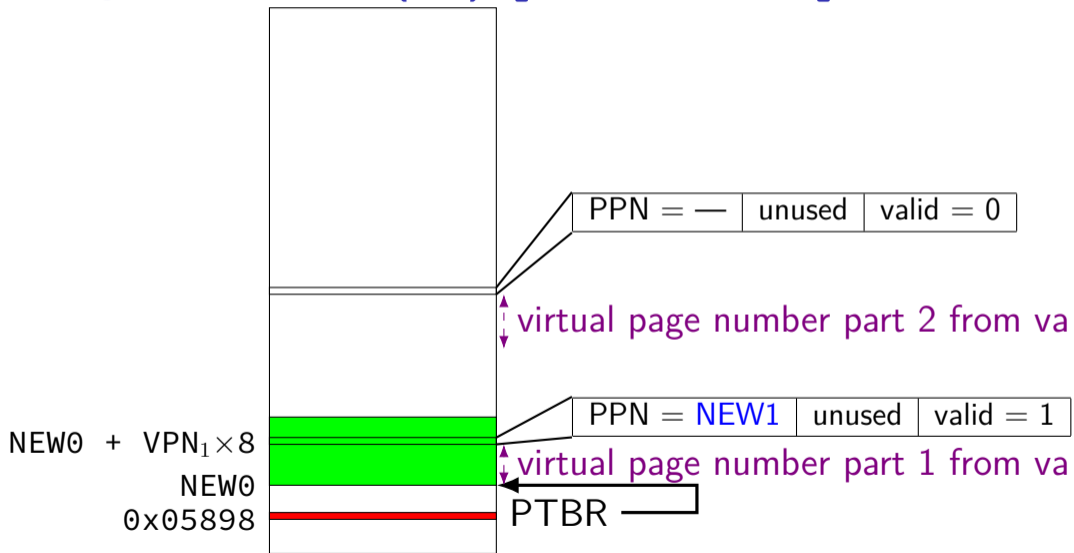 PPN = — unused valid = 0
virtual page number part 2 from va
PPN = NEW1 unused valid = 1
NEW0 + VPN₁×8
virtual page number part 1 from va
NEW0
PTBR
0x05898